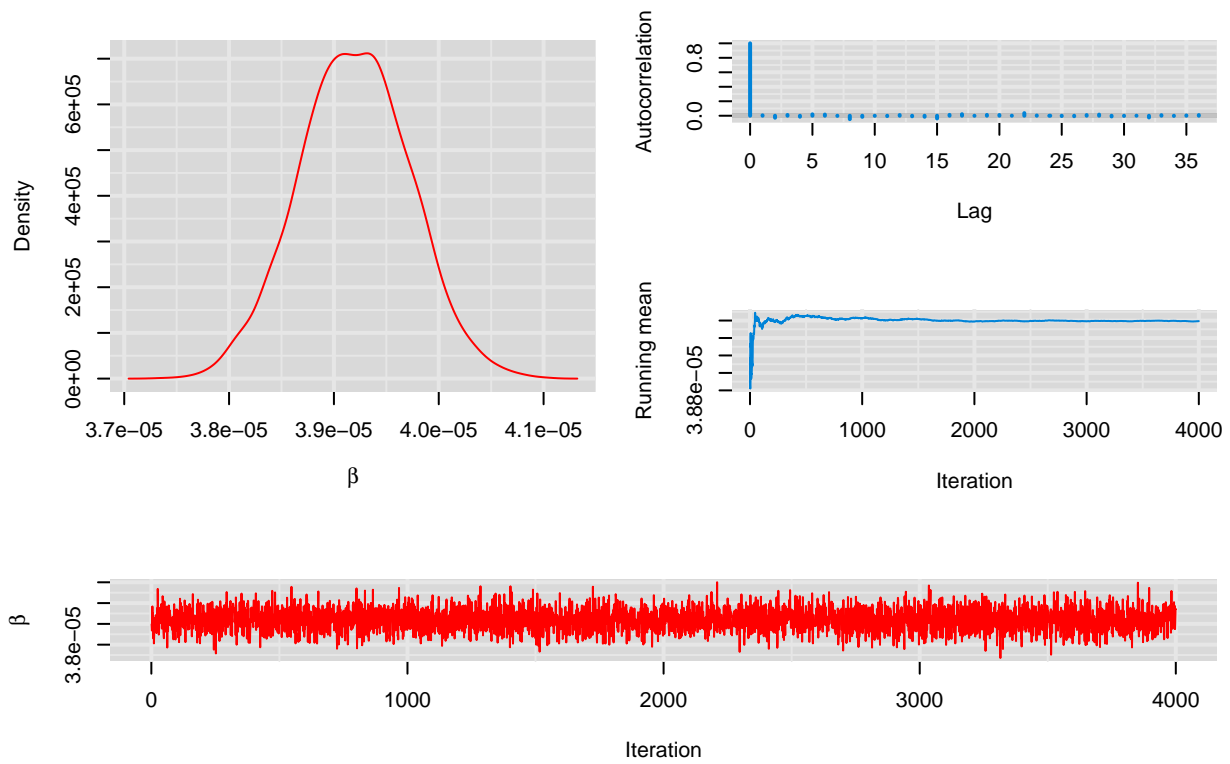 Density
0e+00 2e+05 4e+05 6e+05
3.7e−05 3.8e−05 3.9e−05 4.0e−05 4.1e−05
β
Autocorrelation
0.0 0.8
0 5 10 15 20 25 30 35
Lag
Running mean
3.88e−05
0 1000 2000 3000 4000
Iteration
β
3.8e−05
0 1000 2000 3000 4000
Iteration